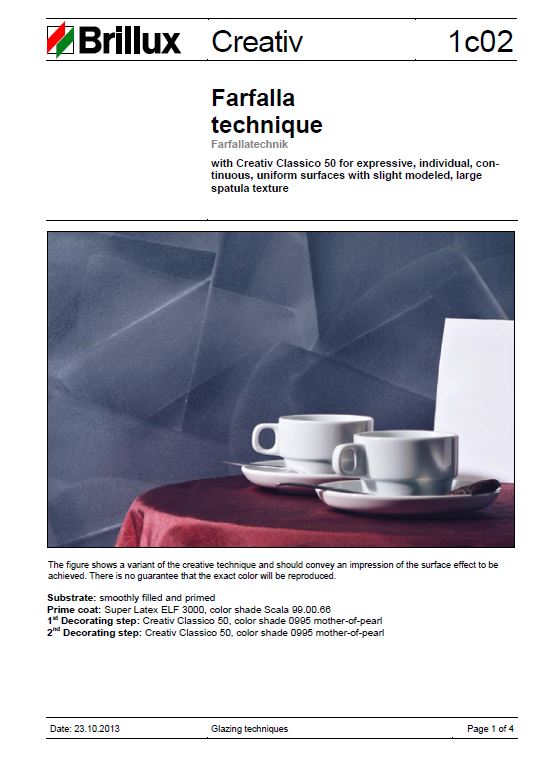 Brillux Creativ 1c02
Farfalla
technique
Farfallatechnik
with Creativ Classico 50 for expressive, individual, con-
tinuous, uniform surfaces with slight modeled, large
spatula texture
The figure shows a variant of the creative technique and should convey an impression of the surface effect to be
achieved. There is no guarantee that the exact color will be reproduced.
Substrate: smoothly filled and primed
Prime coat: Super Latex ELF 3000, color shade Scala 99.00.66
1st Decorating step: Creativ Classico 50, color shade 0995 mother-of-pearl
2nd Decorating step: Creativ Classico 50, color shade 0995 mother-of-pearl
Date: 23.10.2013 Glazing techniques Page 1 of 4